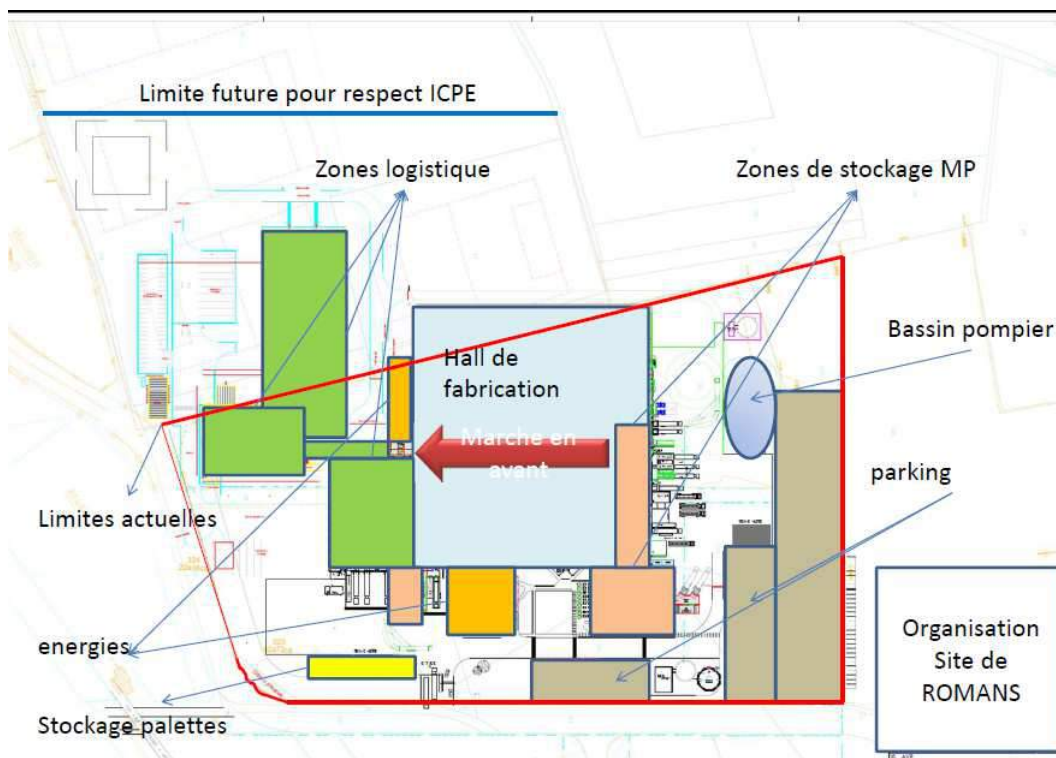 Limite future pour respect ICPE
Zones logistique
Zones de stockage MP
Hall de
fabrication
Bassin pompier
Marche en
avant
parking
Limites actuelles
energies
Organisation
Site de
ROMANS
Stockage palettes